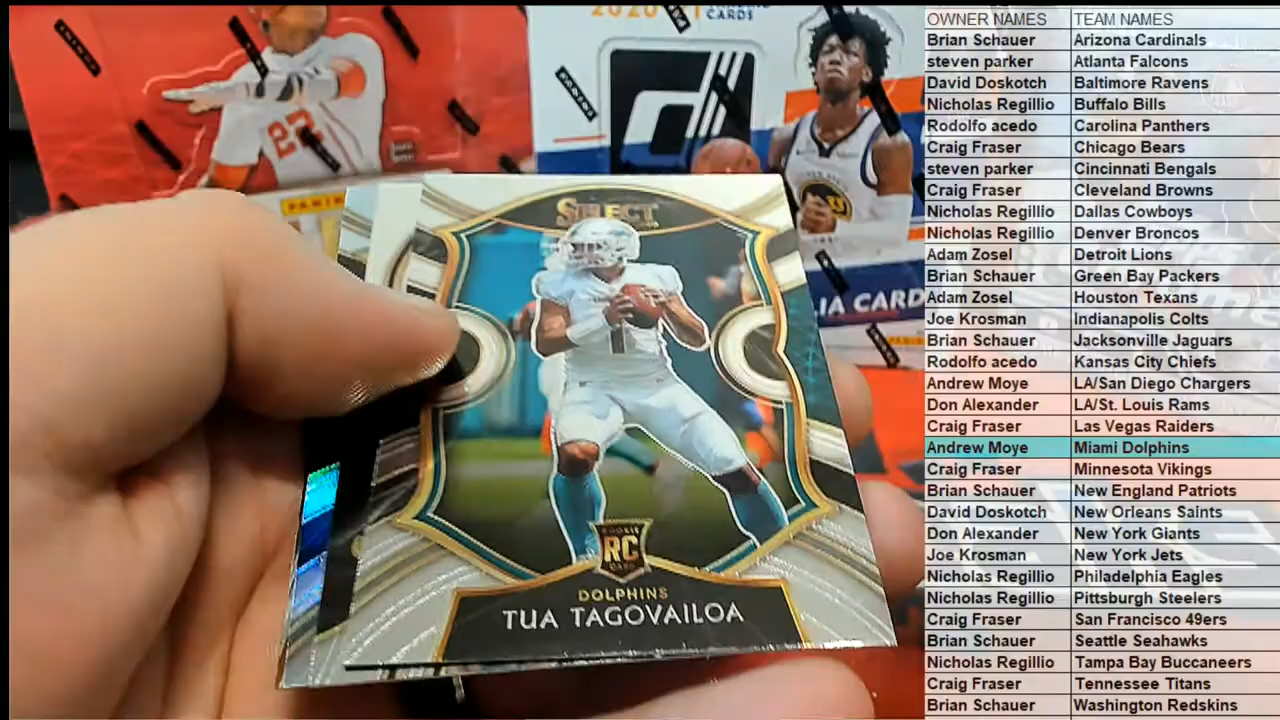 2020
CARDS
PANINI
27
IA CARD
SELECT
1
ROOKIE
RC
DOLPHINS
TUA TAGOVAILOA
OWNER NAMES TEAM NAMES
Brian Schauer Arizona Cardinals
steven parker Atlanta Falcons
David Doskotch Baltimore Ravens
Nicholas Regillio Buffalo Bills
Rodolfo acedo Carolina Panthers
Craig Fraser Chicago Bears
steven parker Cincinnati Bengals
Craig Fraser Cleveland Browns
Nicholas Regillio Dallas Cowboys
Nicholas Regillio Denver Broncos
Adam Zosel Detroit Lions
Brian Schauer Green Bay Packers
Adam Zosel Houston Texans
Joe Krosman Indianapolis Colts
Brian Schauer Jacksonville Jaguars
Rodolfo acedo Kansas City Chiefs
Andrew Moye LA/San Diego Chargers
Don Alexander LA/St. Louis Rams
Craig Fraser Las Vegas Raiders
Andrew Moye Miami Dolphins
Craig Fraser Minnesota Vikings
Brian Schauer New England Patriots
David Doskotch New Orleans Saints
Don Alexander New York Giants
Joe Krosman New York Jets
Nicholas Regillio Philadelphia Eagles
Nicholas Regillio Pittsburgh Steelers
Craig Fraser San Francisco 49ers
Brian Schauer Seattle Seahawks
Nicholas Regillio Tampa Bay Buccaneers
Craig Fraser Tennessee Titans
Brian Schauer Washington Redskins